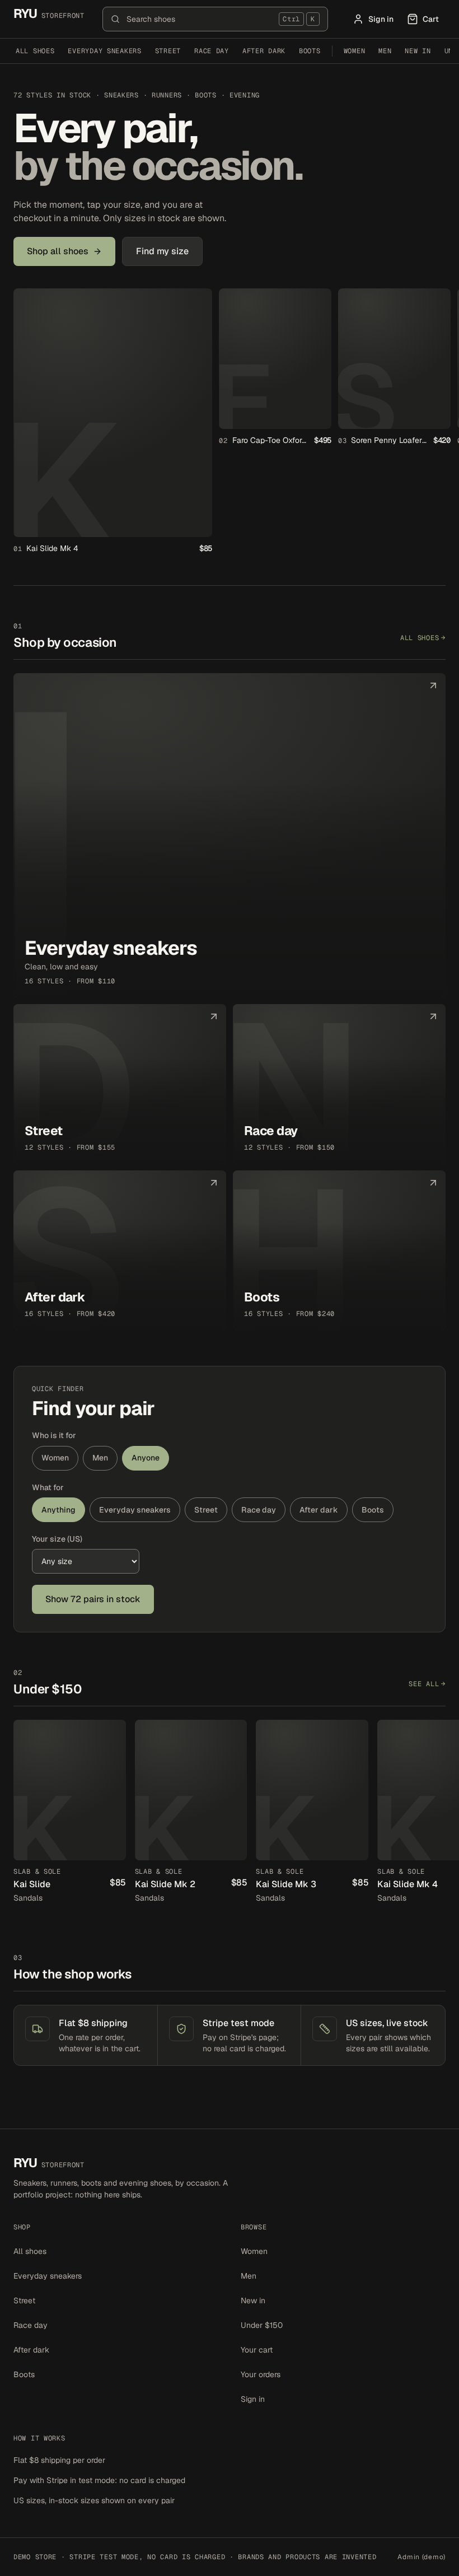 RYU STOREFRONT
Search shoes
Ctrl K
Sign in
Cart
ALL SHOES EVERYDAY SNEAKERS STREET RACE DAY AFTER DARK BOOTS WOMEN MEN NEW IN
72 STYLES IN STOCK · SNEAKERS · RUNNERS · BOOTS · EVENING
Every pair,
by the occasion.
Pick the moment, tap your size, and you are at
checkout in a minute. Only sizes in stock are shown.
Shop all shoes →
Find my size
K
F
S
02 Faro Cap-Toe Oxfor... $495
03 Soren Penny Loafer... $420
01 Kai Slide Mk 4 $85
01
Shop by occasion
ALL SHOES →
I
Everyday sneakers
Clean, low and easy
16 STYLES · FROM $110
D
Street
12 STYLES · FROM $155
N
Race day
12 STYLES · FROM $150
S
After dark
16 STYLES · FROM $420
H
Boots
16 STYLES · FROM $240
QUICK FINDER
Find your pair
Who is it for
Women Men Anyone
What for
Anything Everyday sneakers Street Race day After dark Boots
Your size (US)
Any size
Show 72 pairs in stock
02
Under $150
SEE ALL →
K
K
K
K
SLAB & SOLE
Kai Slide $85
Sandals
SLAB & SOLE
Kai Slide Mk 2 $85
Sandals
SLAB & SOLE
Kai Slide Mk 3 $85
Sandals
SLAB & SOLE
Kai Slide Mk 4
Sandals
03
How the shop works
Flat $8 shipping
One rate per order,
whatever is in the cart.
Stripe test mode
Pay on Stripe's page;
no real card is charged.
US sizes, live stock
Every pair shows which
sizes are still available.
RYU STOREFRONT
Sneakers, runners, boots and evening shoes, by occasion. A
portfolio project: nothing here ships.
SHOP
All shoes
Everyday sneakers
Street
Race day
After dark
Boots
BROWSE
Women
Men
New in
Under $150
Your cart
Your orders
Sign in
HOW IT WORKS
Flat $8 shipping per order
Pay with Stripe in test mode: no card is charged
US sizes, in-stock sizes shown on every pair
DEMO STORE · STRIPE TEST MODE, NO CARD IS CHARGED · BRANDS AND PRODUCTS ARE INVENTED
Admin (demo)